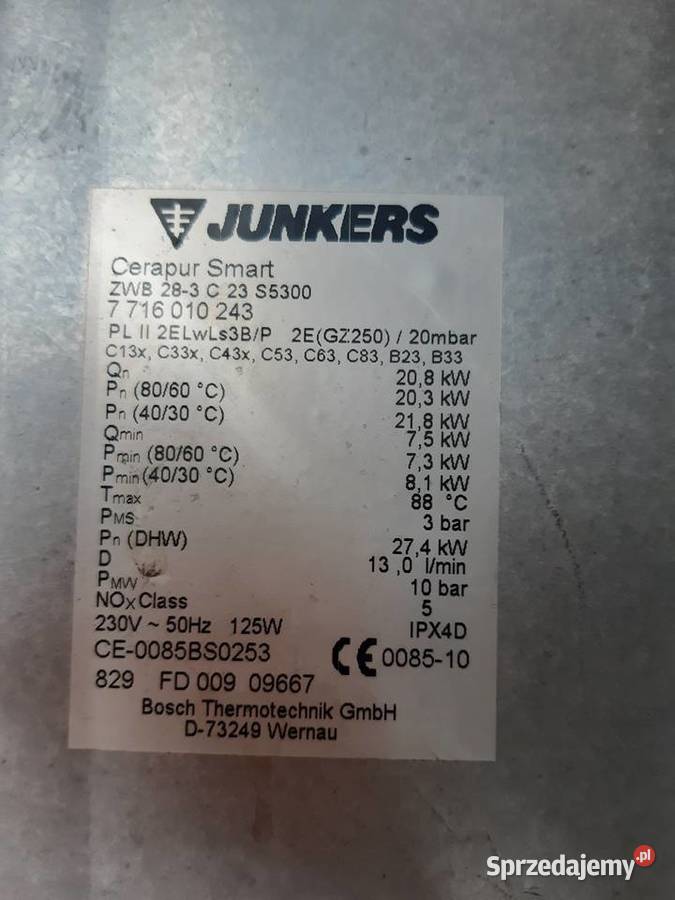 JUNKERS
Cerapur Smart
ZWB 28-3 C 23 S5300
7 716 010 243
PL II 2ELwLs3B/P 2E(GZ250) / 20mbar
C13x, C33x, C43x, C53, C63, C83, B23, B33
Qn 20,8 kW
Pn (80/60 °C) 20,3 kW
Pn (40/30 °C) 21,8 kW
Qmin 7,5 kW
Pmin (80/60 °C) 7,3 kW
Pmin (40/30 °C) 8,1 kW
Tmax 88 °C
PMS 3 bar
Pn (DHW) 27,4 kW
D 13 ,0 l/min
PMW 10 bar
NOx Class 5
230V ~ 50Hz 125W IPX4D
CE-0085BS0253 CE 0085-10
829 FD 009 09667
Bosch Thermotechnik GmbH
D-73249 Wernau
Sprzedajemy.pl